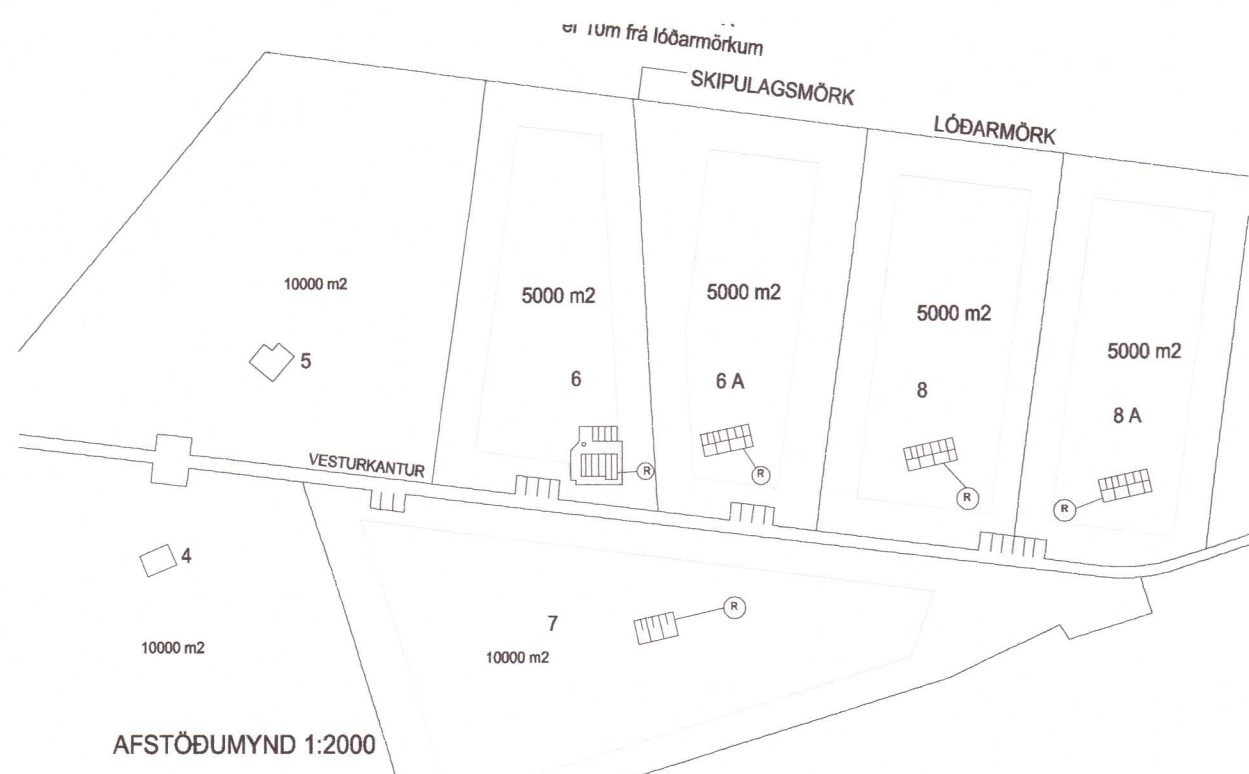 er 10m frá lóðarmörkum
SKIPULAGSMÖRK
LÓÐARMÖRK
10000 m2
5000 m2
5000 m2
5000 m2
5000 m2
5
6
6 A
8
8 A
VESTURKANTUR
R
R
R
R
4
7
R
10000 m2
10000 m2
AFSTÖÐUMYND 1:2000